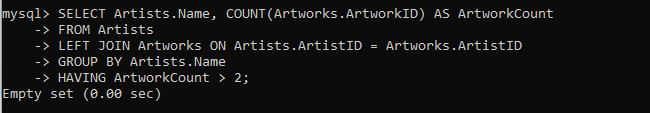 mysql> SELECT Artists.Name, COUNT(Artworks.ArtworkID) AS ArtworkCount
    -> FROM Artists
    -> LEFT JOIN Artworks ON Artists.ArtistID = Artworks.ArtistID
    -> GROUP BY Artists.Name
    -> HAVING ArtworkCount > 2;
Empty set (0.00 sec)